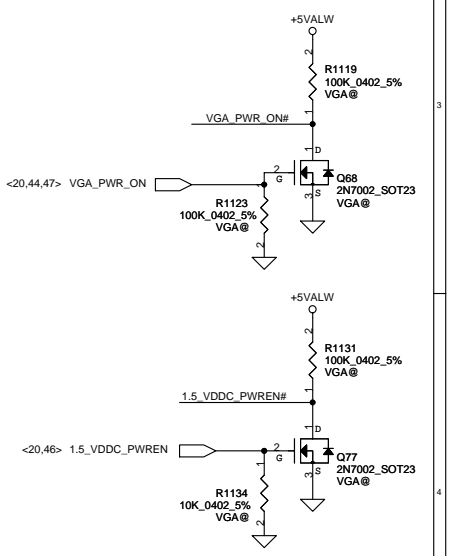 +5VALW
2
R1119
100K_0402_5%
VGA@
1
3
VGA_PWR_ON#
1 D
<20,44,47> VGA_PWR_ON
2
G
Q68
2N7002_SOT23
VGA@
3 S
1
R1123
100K_0402_5%
VGA@
2
+5VALW
2
R1131
100K_0402_5%
VGA@
1
1.5_VDDC_PWREN#
1 D
<20,46> 1.5_VDDC_PWREN
2
G
Q77
2N7002_SOT23
VGA@
3 S
1
R1134
10K_0402_5%
VGA@
2
4